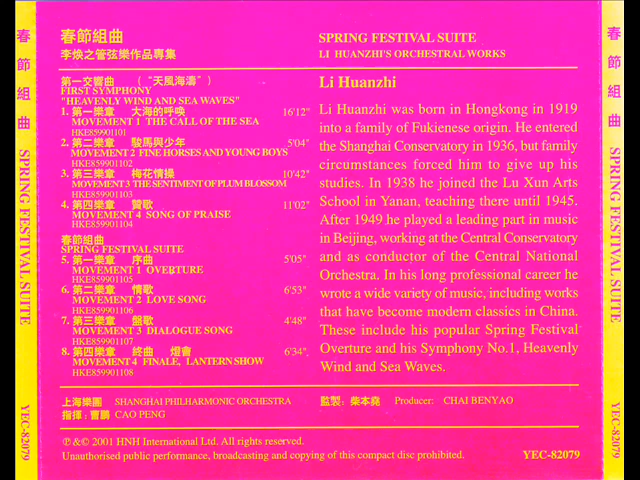 春節組曲
李煥之管弦樂作品專集
SPRING FESTIVAL SUITE
LI HUANZHI'S ORCHESTRAL WORKS
第一交響曲 （“天風海濤”）
FIRST SYMPHONY
"HEAVENLY WIND AND SEA WAVES"
1. 第一樂章 大海的呼喚 16'12"
MOVEMENT 1 THE CALL OF THE SEA
HKE859901101
2. 第二樂章 駿馬與少年 5'04"
MOVEMENT 2 FINE HORSES AND YOUNG BOYS
HKE859901102
3. 第三樂章 梅花情操 10'42"
MOVEMENT 3 THE SENTIMENT OF PLUM BLOSSOM
HKE859901103
4. 第四樂章 贊歌 11'02"
MOVEMENT 4 SONG OF PRAISE
HKE859901104
春節組曲
SPRING FESTIVAL SUITE
5. 第一樂章 序曲 5'05"
MOVEMENT 1 OVERTURE
HKE859901105
6. 第二樂章 情歌 6'53"
MOVEMENT 2 LOVE SONG
HKE859901106
7. 第三樂章 盤歌 4'48"
MOVEMENT 3 DIALOGUE SONG
HKE859901107
8. 第四樂章 終曲 燈會 6'34"
MOVEMENT 4 FINALE, LANTERN SHOW
HKE859901108
Li Huanzhi
Li Huanzhi was born in Hongkong in 1919
into a family of Fukienese origin. He entered
the Shanghai Conservatory in 1936, but family
circumstances forced him to give up his
studies. In 1938 he joined the Lu Xun Arts
School in Yanan, teaching there until 1945.
After 1949 he played a leading part in music
in Beijing, working at the Central Conservatory
and as conductor of the Central National
Orchestra. In his long professional career he
wrote a wide variety of music, including works
that have become modern classics in China.
These include his popular Spring Festival
Overture and his Symphony No.1, Heavenly
Wind and Sea Waves.
上海樂團 SHANGHAI PHILHARMONIC ORCHESTRA
指揮：曹鵬 CAO PENG
監製：柴本堯 Producer: CHAI BENYAO
℗&© 2001 HNH International Ltd. All rights reserved.
Unauthorised public performance, broadcasting and copying of this compact disc prohibited.
YEC-82079
春節組曲 SPRING FESTIVAL SUITE YEC-82079
春節組曲 SPRING FESTIVAL SUITE YEC-82079